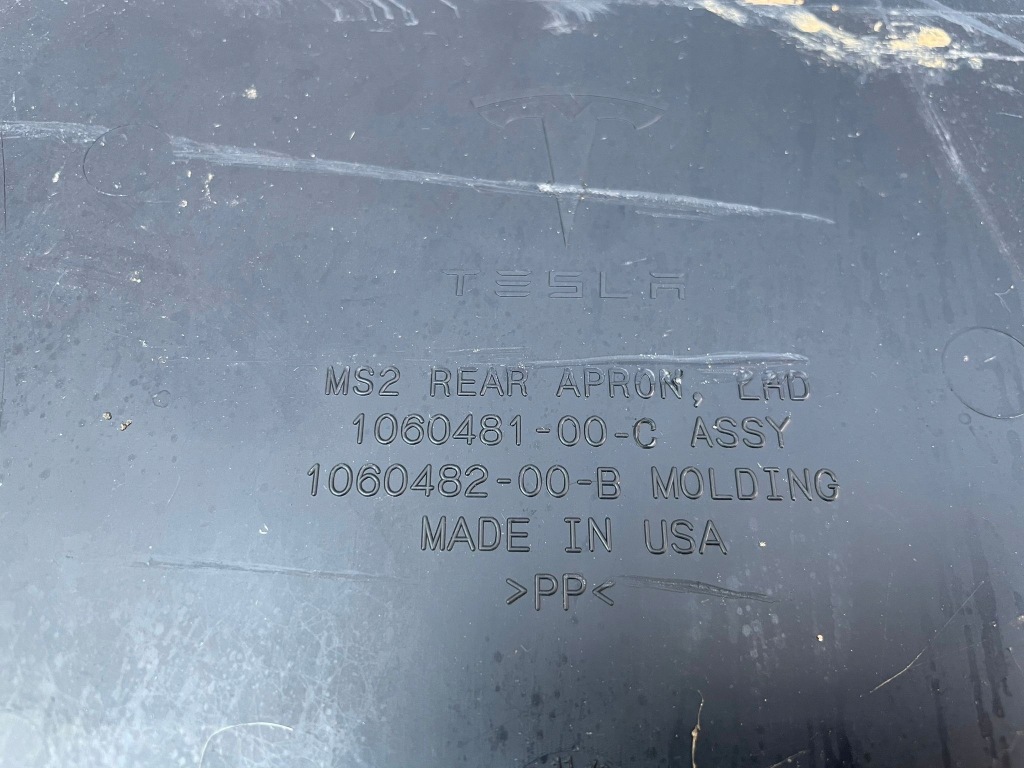 TESLA
MS2 REAR APRON, LHD
1060481-00-C ASSY
1060482-00-B MOLDING
MADE IN USA
>PP<